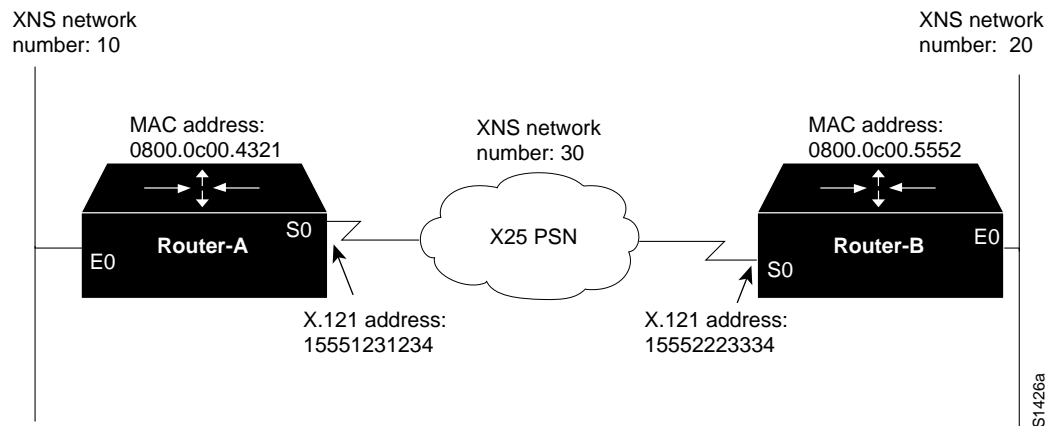 XNS network
number: 10
XNS network
number: 20
MAC address:
0800.0c00.4321
XNS network
number: 30
MAC address:
0800.0c00.5552
S0
Router-A
E0
X25 PSN
Router-B
E0
S0
X.121 address:
15551231234
X.121 address:
15552223334
S1426a